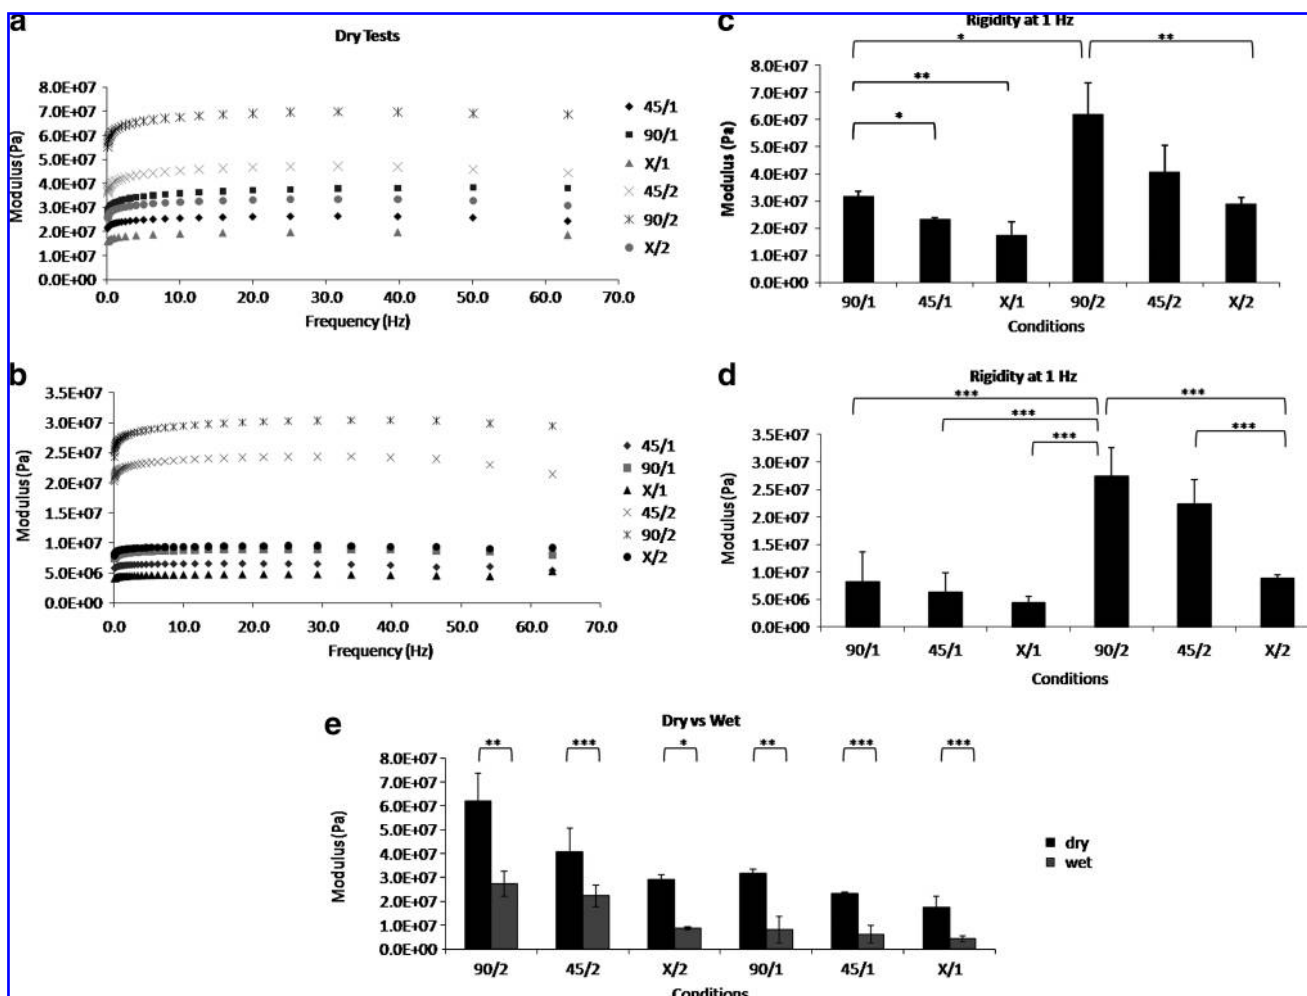 a
Dry Tests
8.0E+07
7.0E+07
6.0E+07
5.0E+07
4.0E+07
3.0E+07
2.0E+07
1.0E+07
0.0E+00
Modulus (Pa)
0.0 10.0 20.0 30.0 40.0 50.0 60.0 70.0
Frequency (Hz)
45/1
90/1
X/1
45/2
90/2
X/2
c
Rigidity at 1 Hz
*
**
**
*
8.0E+07
7.0E+07
6.0E+07
5.0E+07
4.0E+07
3.0E+07
2.0E+07
1.0E+07
0.0E+00
Modulus (Pa)
90/1 45/1 X/1 90/2 45/2 X/2
Conditions
b
3.5E+07
3.0E+07
2.5E+07
2.0E+07
1.5E+07
1.0E+07
5.0E+06
0.0E+00
Modulus (Pa)
0.0 10.0 20.0 30.0 40.0 50.0 60.0 70.0
Frequency (Hz)
45/1
90/1
X/1
45/2
90/2
X/2
d
Rigidity at 1 Hz
***
***
***
***
***
3.5E+07
3.0E+07
2.5E+07
2.0E+07
1.5E+07
1.0E+07
5.0E+06
0.0E+00
Modulus (Pa)
90/1 45/1 X/1 90/2 45/2 X/2
Conditions
e
Dry vs Wet
** *** * ** *** ***
8.0E+07
7.0E+07
6.0E+07
5.0E+07
4.0E+07
3.0E+07
2.0E+07
1.0E+07
0.0E+00
Modulus (Pa)
90/2 45/2 X/2 90/1 45/1 X/1
Conditions
dry
wet